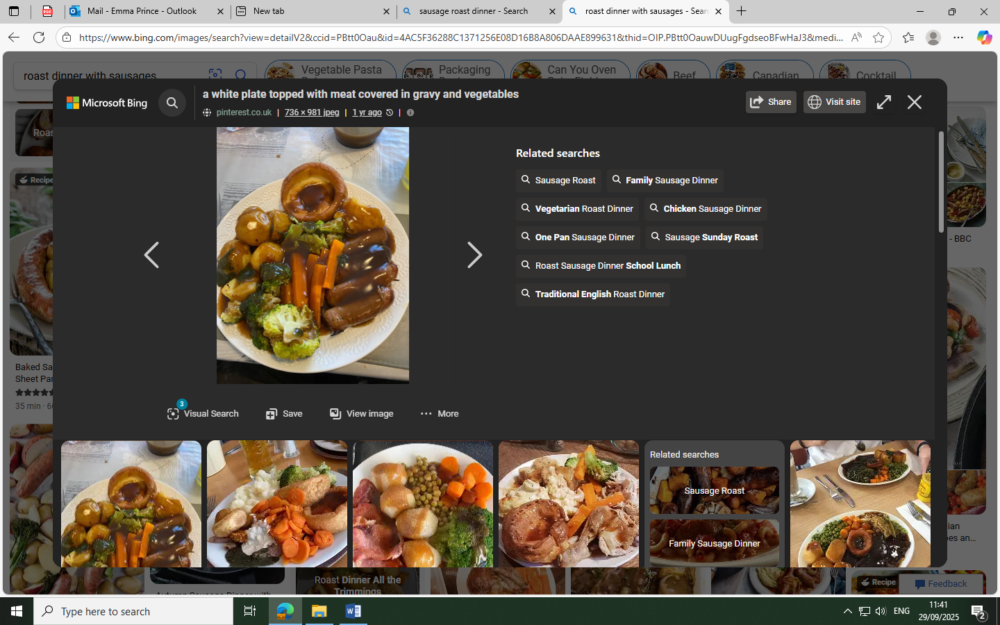 Mail - Emma Prince - Outlook
New tab
sausage roast dinner - Search
roast dinner with sausages - Sear
https://www.bing.com/images/search?view=detailV2&ccid=PBtt0Oau&id=4AC5F36288C1371256E08D16B8A806DAAE899631&thid=OIP.PBtt0OauwDUugFgdseoBFwHaJ3&medi...
roast dinner with sausages
Vegetable Pasta
Packaging
Can You Oven
Beef
Canadian
Cocktail
Microsoft Bing
a white plate topped with meat covered in gravy and vegetables
pinterest.co.uk | 736 × 981 jpeg | 1 yr ago |
Share
Visit site
Roas
Recipe
Related searches
Sausage Roast
Family Sausage Dinner
Vegetarian Roast Dinner
Chicken Sausage Dinner
One Pan Sausage Dinner
Sausage Sunday Roast
Roast Sausage Dinner School Lunch
Traditional English Roast Dinner
- BBC
Baked Sa
Sheet Pan
35 min · 6
3
Visual Search
Save
View image
More
Related searches
Sausage Roast
Family Sausage Dinner
ian
es an...
Roast Dinner All the
Trimmings
Autumn Sausage Dinner with
Recipe
Feedback
Type here to search
ENG
11:41
29/09/2025
2